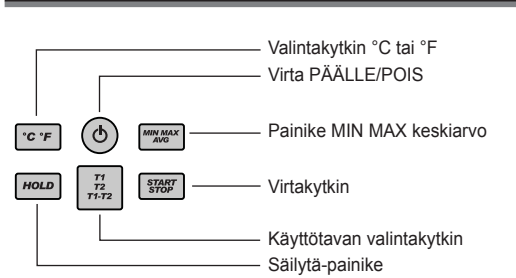 Valintakytkin °C tai °F
Virta PÄÄLLE/POIS
°C °F
MIN MAX
AVG
Painike MIN MAX keskiarvo
HOLD
T1
T2
T1-T2
START
STOP
Virtakytkin
Käyttötavan valintakytkin
Säilytä-painike